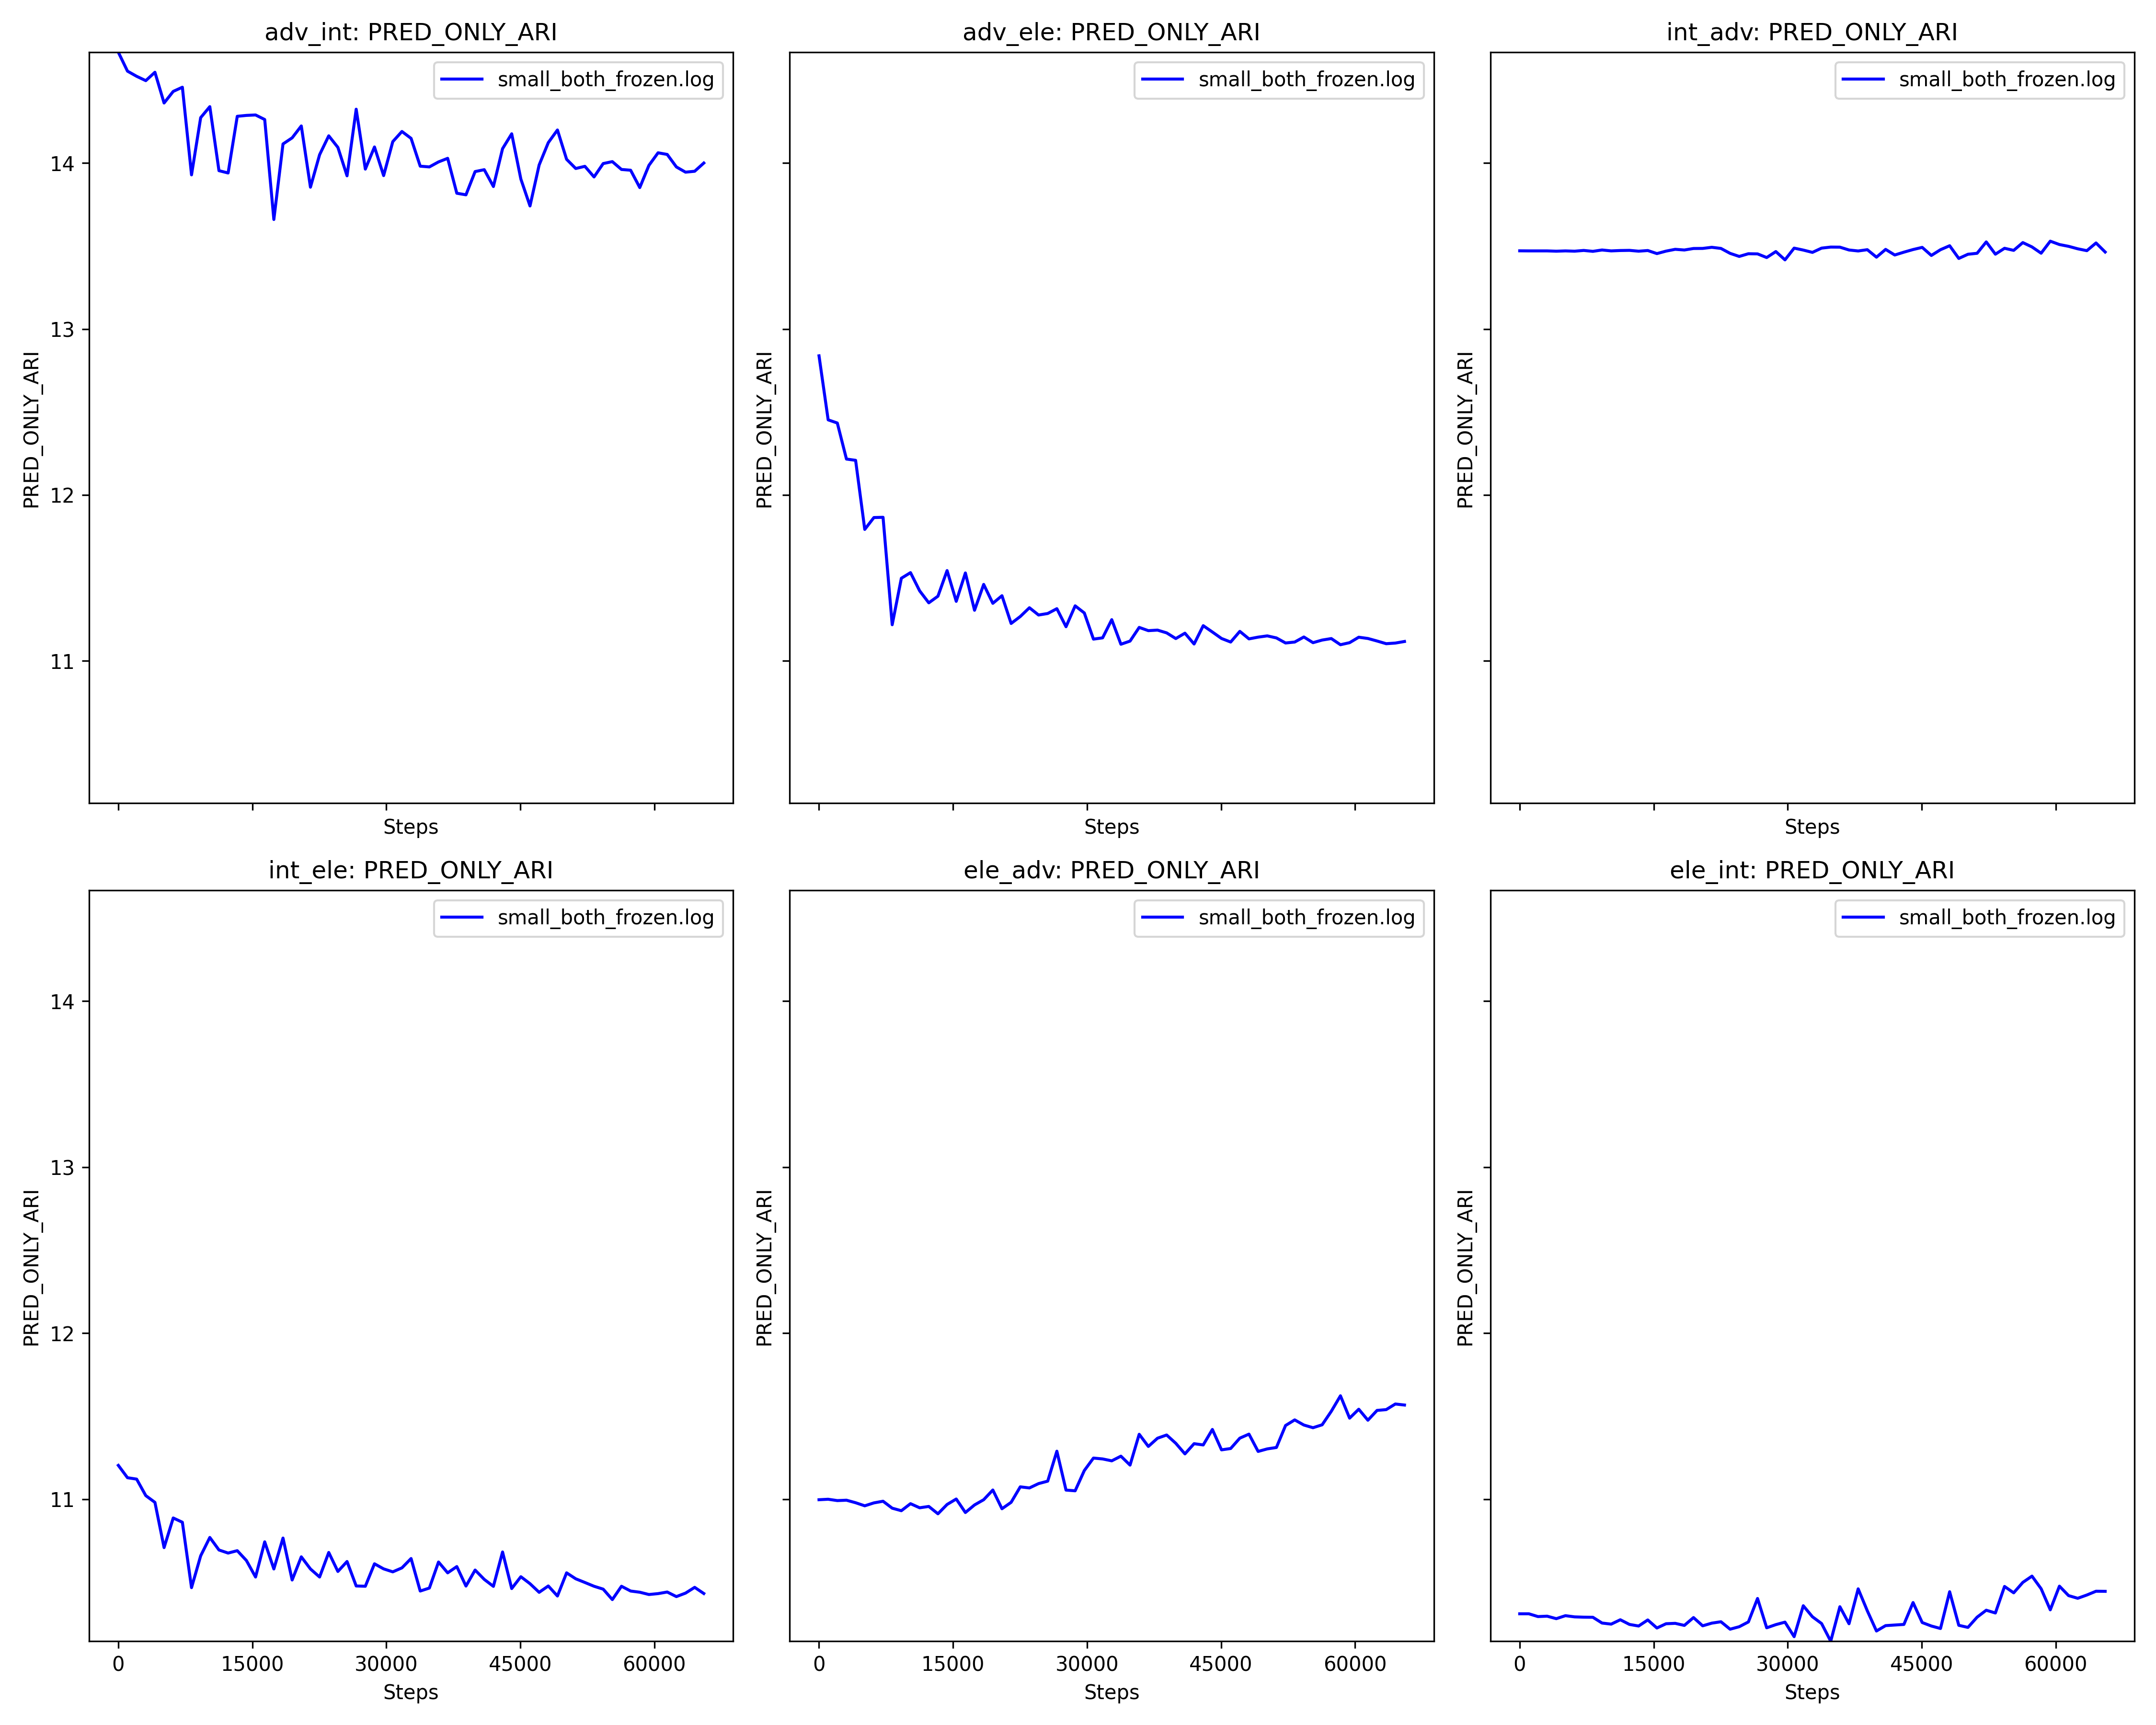 adv_int: PRED_ONLY_ARI
adv_ele: PRED_ONLY_ARI
int_adv: PRED_ONLY_ARI
small_both_frozen.log
small_both_frozen.log
small_both_frozen.log
14
13
12
11
PRED_ONLY_ARI
PRED_ONLY_ARI
PRED_ONLY_ARI
Steps
Steps
Steps
int_ele: PRED_ONLY_ARI
ele_adv: PRED_ONLY_ARI
ele_int: PRED_ONLY_ARI
small_both_frozen.log
small_both_frozen.log
small_both_frozen.log
14
13
12
11
PRED_ONLY_ARI
PRED_ONLY_ARI
PRED_ONLY_ARI
0 15000 30000 45000 60000
0 15000 30000 45000 60000
0 15000 30000 45000 60000
Steps
Steps
Steps